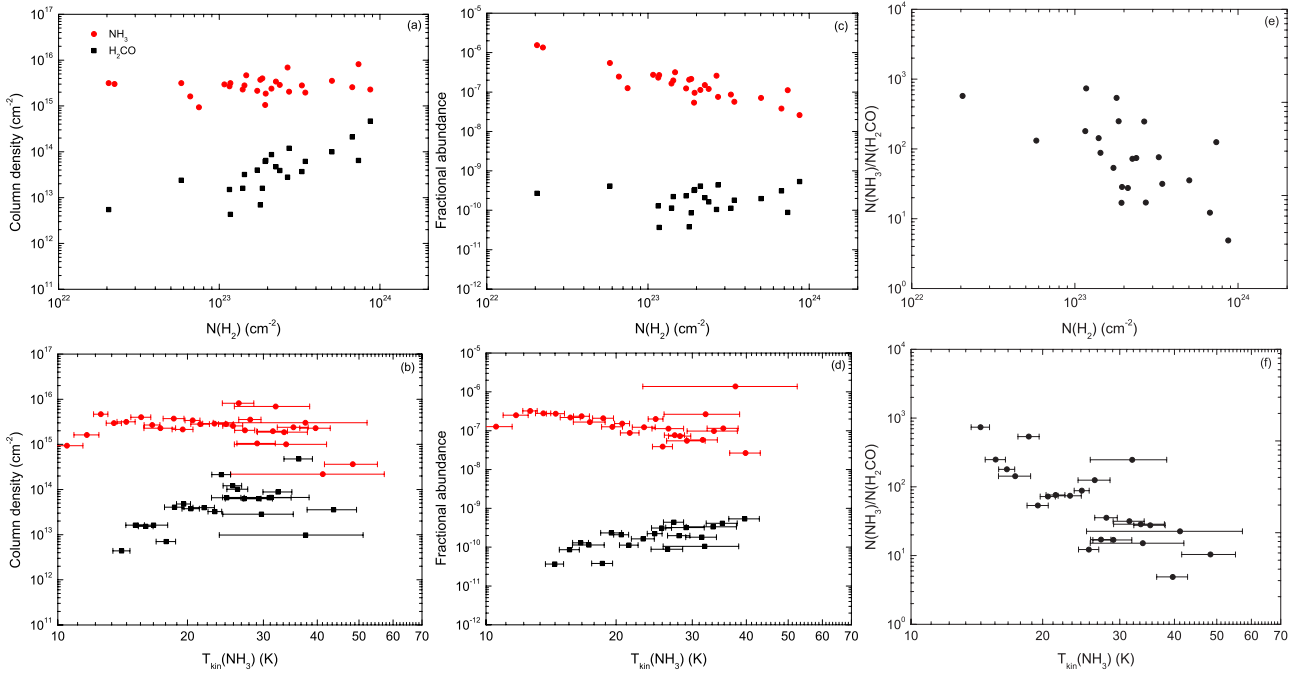 (a)
NH₃
H₂CO
Column density (cm⁻²)
10¹⁷
10¹⁶
10¹⁵
10¹⁴
10¹³
10¹²
10¹¹
10²² 10²³ 10²⁴
N(H₂) (cm⁻²)
(c)
Fractional abundance
10⁻⁵
10⁻⁶
10⁻⁷
10⁻⁸
10⁻⁹
10⁻¹⁰
10⁻¹¹
10⁻¹²
10²² 10²³ 10²⁴
N(H₂) (cm⁻²)
(e)
N(NH₃)/N(H₂CO)
10⁴
10³
10²
10¹
10⁰
10²² 10²³ 10²⁴
N(H₂) (cm⁻²)
(b)
Column density (cm⁻²)
10¹⁷
10¹⁶
10¹⁵
10¹⁴
10¹³
10¹²
10¹¹
10 20 30 40 50 60 70
T_kin(NH₃) (K)
(d)
Fractional abundance
10⁻⁵
10⁻⁶
10⁻⁷
10⁻⁸
10⁻⁹
10⁻¹⁰
10⁻¹¹
10⁻¹²
10 20 30 40 50 60 70
T_kin(NH₃) (K)
(f)
N(NH₃)/N(H₂CO)
10⁴
10³
10²
10¹
10⁰
10 20 30 40 50 60 70
T_kin(NH₃) (K)